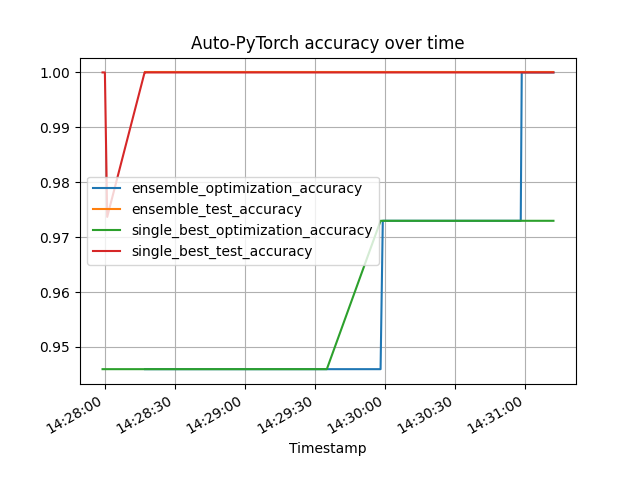 Auto-PyTorch accuracy over time
1.00
0.99
0.98
0.97
0.96
0.95
ensemble_optimization_accuracy
ensemble_test_accuracy
single_best_optimization_accuracy
single_best_test_accuracy
14:28:00
14:28:30
14:29:00
14:29:30
14:30:00
14:30:30
14:31:00
Timestamp